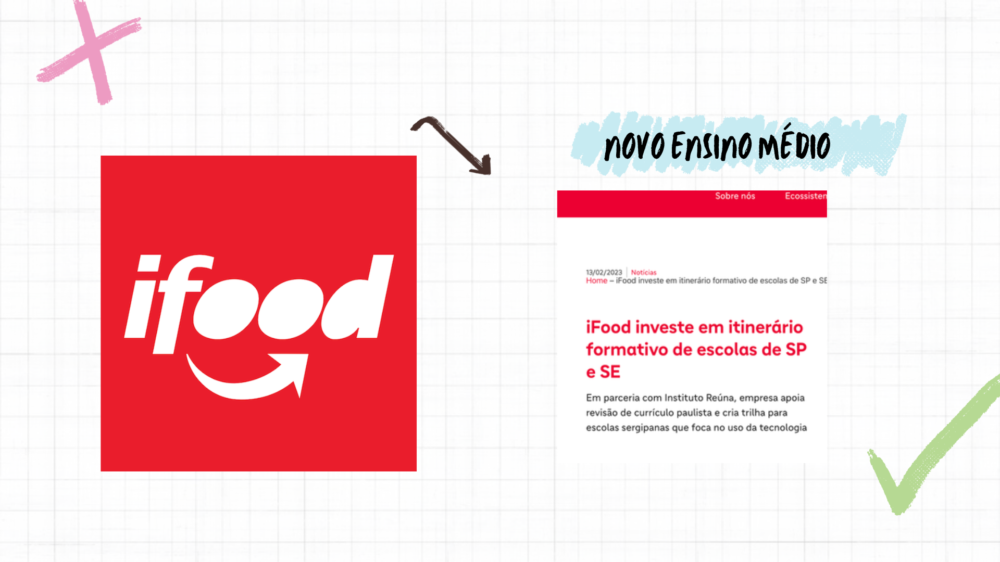 ifood
NOVO ENSINO MÉDIO
Sobre nós Ecossisten
13/02/2023 Notícias
Home – iFood investe em itinerário formativo de escolas de SP e SE
iFood investe em itinerário
formativo de escolas de SP
e SE
Em parceria com Instituto Reúna, empresa apoia
revisão de currículo paulista e cria trilha para
escolas sergipanas que foca no uso da tecnologia